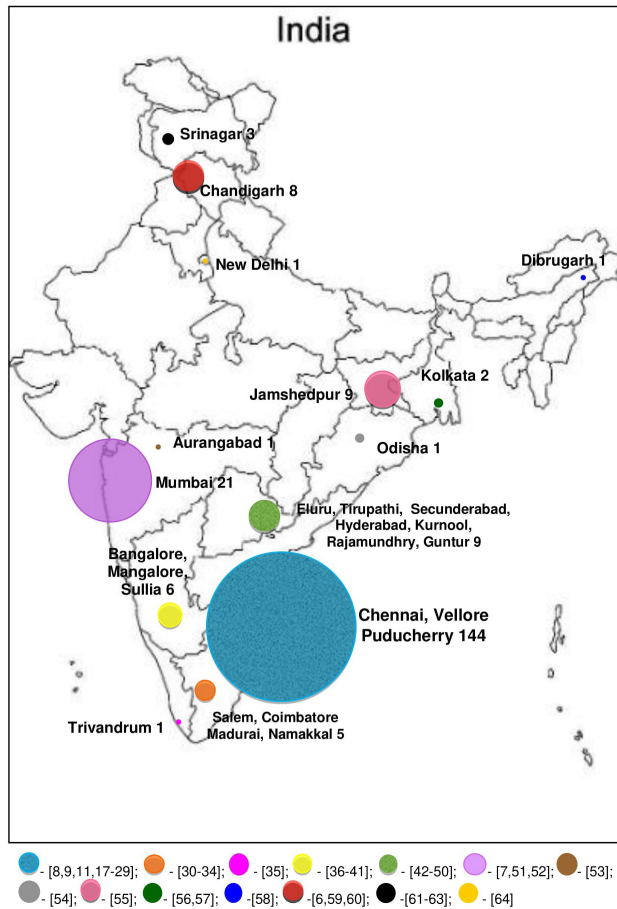 India
Srinagar 3
Chandigarh 8
New Delhi 1
Dibrugarh 1
Kolkata 2
Jamshedpur 9
Aurangabad 1
Odisha 1
Mumbai 21
Eluru, Tirupathi, Secunderabad,
Hyderabad, Kurnool,
Rajamundhry, Guntur 9
Bangalore,
Mangalore,
Sullia 6
Chennai, Vellore
Puducherry 144
Salem, Coimbatore
Madurai, Namakkal 5
Trivandrum 1
- [8,9,11,17-29]; - [30-34]; - [35]; - [36-41]; - [42-50]; - [7,51,52]; - [53];
- [54]; - [55]; - [56,57]; - [58]; -[6,59,60]; - [61-63]; - [64]